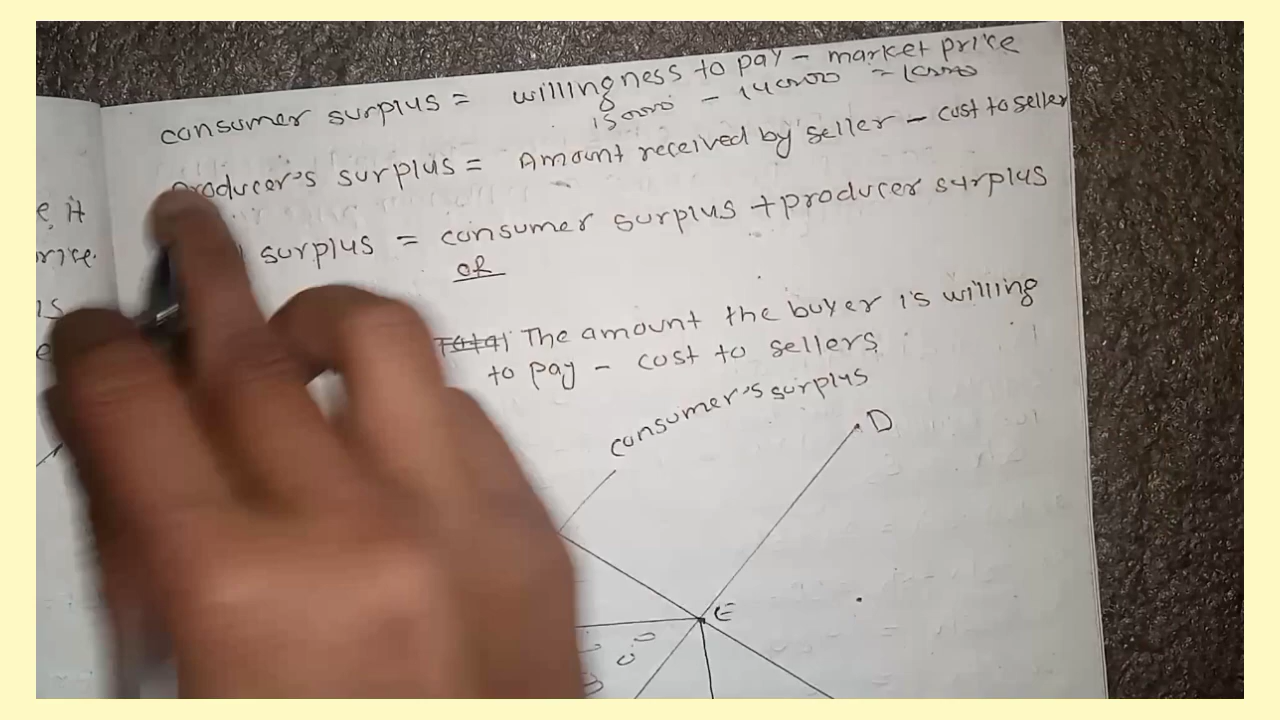 consumer surplus = willingness to pay - market price
15000 - 14000
Producer's surplus = Amount received by seller - cost to seller
surplus = consumer surplus + producer surplus
OR
The amount the buyer is willing
to pay - cost to sellers
consumer's surplus
D
E